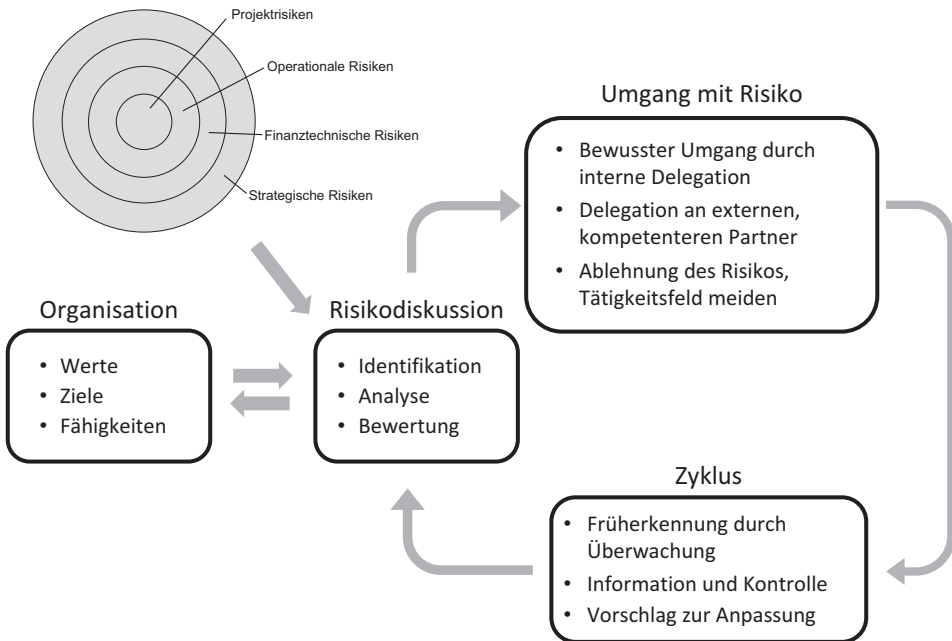 Projektrisiken
Operationale Risiken
Finanztechnische Risiken
Strategische Risiken
Umgang mit Risiko
• Bewusster Umgang durch
interne Delegation
• Delegation an externen,
kompetenteren Partner
• Ablehnung des Risikos,
Tätigkeitsfeld meiden
Organisation
• Werte
• Ziele
• Fähigkeiten
Risikodiskussion
• Identifikation
• Analyse
• Bewertung
Zyklus
• Früherkennung durch
Überwachung
• Information und Kontrolle
• Vorschlag zur Anpassung